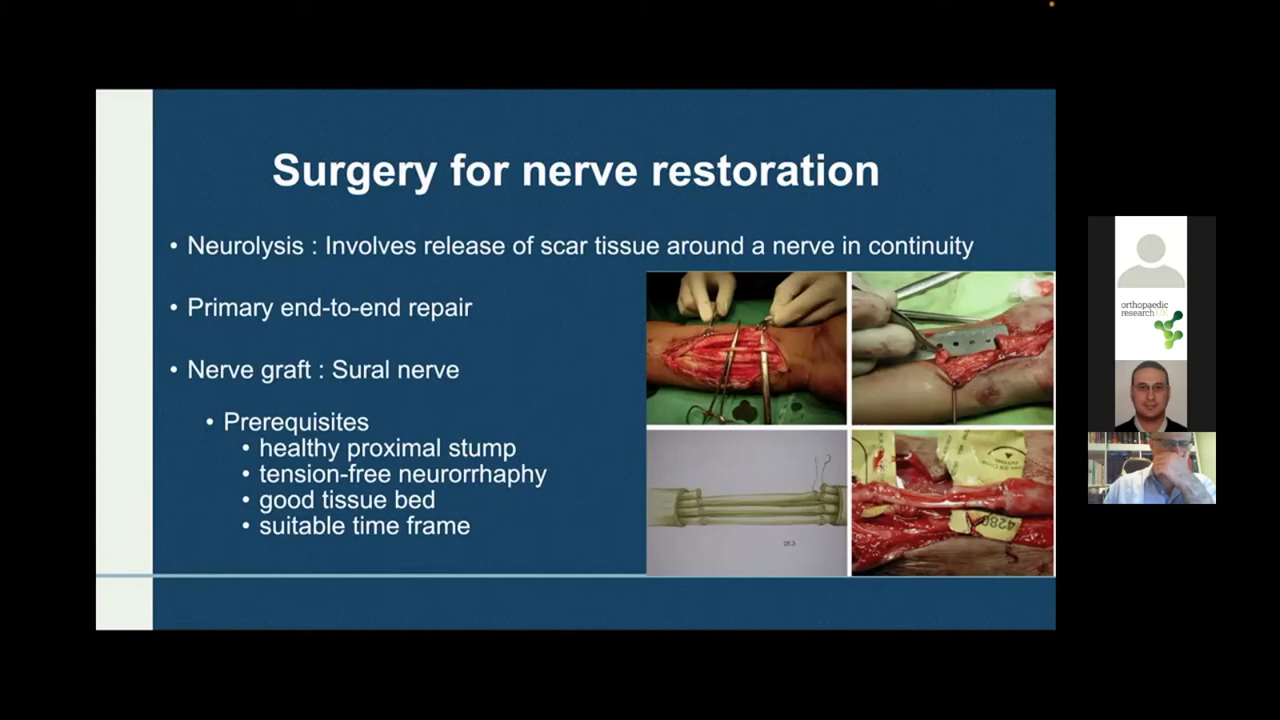 Surgery for nerve restoration
• Neurolysis : Involves release of scar tissue around a nerve in continuity
• Primary end-to-end repair
• Nerve graft : Sural nerve
• Prerequisites
• healthy proximal stump
• tension-free neurorrhaphy
• good tissue bed
• suitable time frame
4286
orthopaedic
research UK